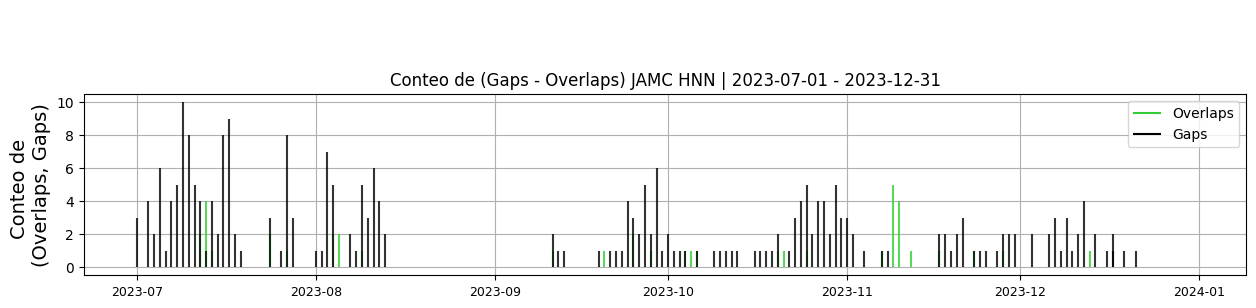 Conteo de (Gaps - Overlaps) JAMC HNN | 2023-07-01 - 2023-12-31
Conteo de
(Overlaps, Gaps)
10
8
6
4
2
0
Overlaps
Gaps
2023-07
2023-08
2023-09
2023-10
2023-11
2023-12
2024-01